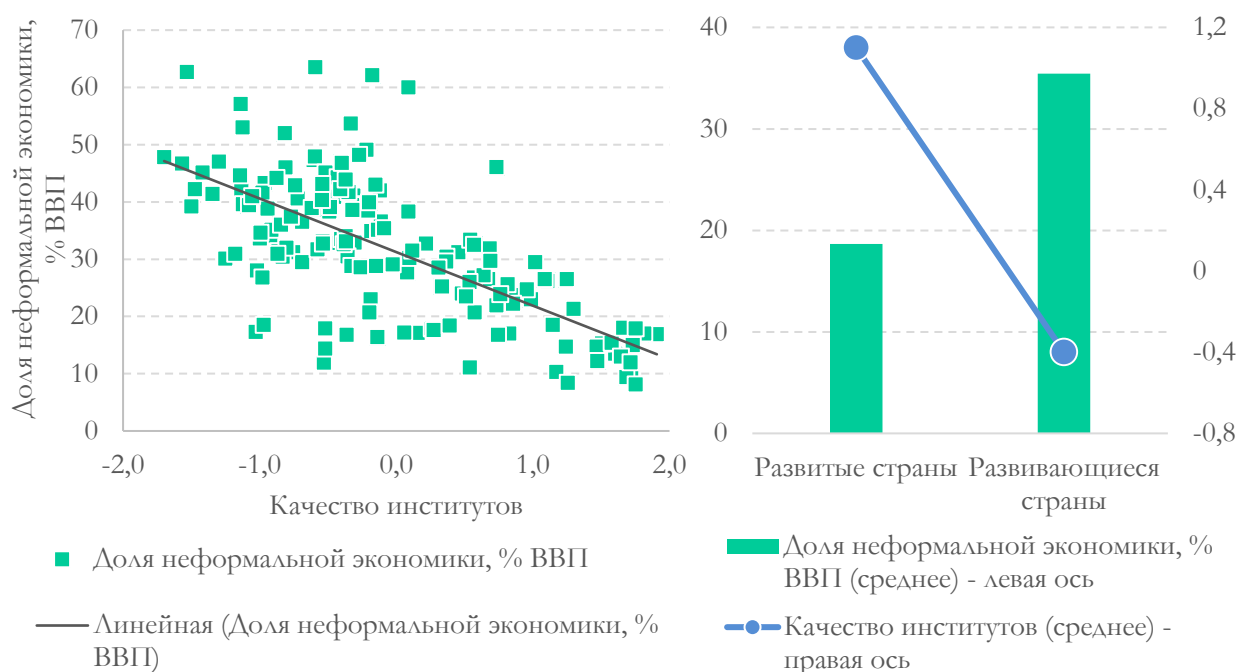 Доля неформальной экономики,
% ВВП
70
60
50
40
30
20
10
0
-2,0
-1,0
0,0
1,0
2,0
Качество институтов
Доля неформальной экономики, % ВВП
Линейная (Доля неформальной экономики, %
ВВП)
40
30
20
10
0
1,2
0,8
0,4
0
-0,4
-0,8
Развитые страны
Развивающиеся
страны
Доля неформальной экономики, %
ВВП (среднее) - левая ось
Качество институтов (среднее) -
правая ось